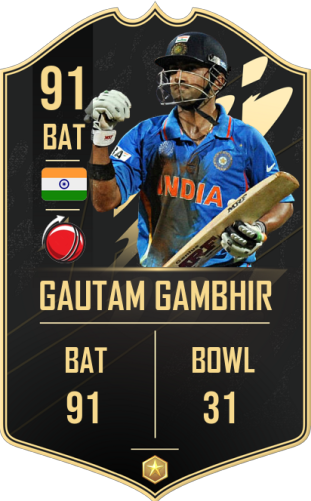 91
BAT
INDIA
GAUTAM GAMBHIR
BAT
91
BOWL
31